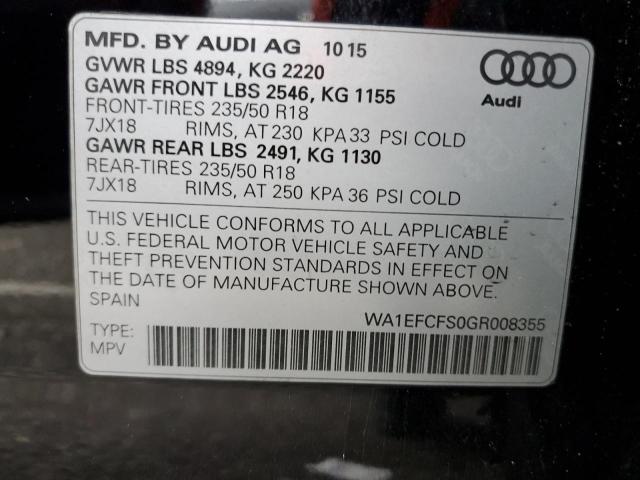 MFD. BY AUDI AG 10 15
GVWR LBS 4894, KG 2220
GAWR FRONT LBS 2546, KG 1155
FRONT-TIRES 235/50 R18
7JX18 RIMS, AT 230 KPA 33 PSI COLD
GAWR REAR LBS 2491, KG 1130
REAR-TIRES 235/50 R18
7JX18 RIMS, AT 250 KPA 36 PSI COLD
Audi
THIS VEHICLE CONFORMS TO ALL APPLICABLE
U.S. FEDERAL MOTOR VEHICLE SAFETY AND
THEFT PREVENTION STANDARDS IN EFFECT ON
THE DATE OF MANUFACTURE SHOWN ABOVE.
SPAIN
WA1EFCFS0GR008355
TYPE:
MPV